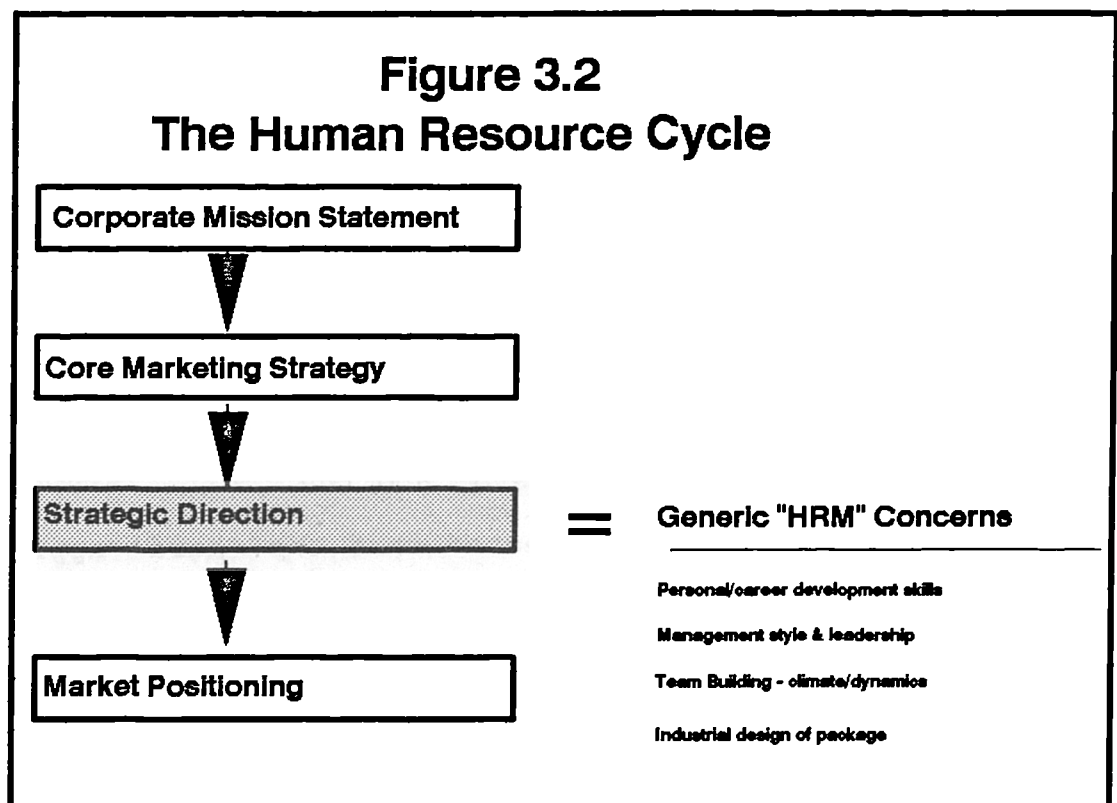 Figure 3.2
The Human Resource Cycle
Corporate Mission Statement
Core Marketing Strategy
Strategic Direction
=
Generic "HRM" Concerns
Personal/career development skills
Management style & leadership
Team Building - climate/dynamics
Industrial design of package
Market Positioning